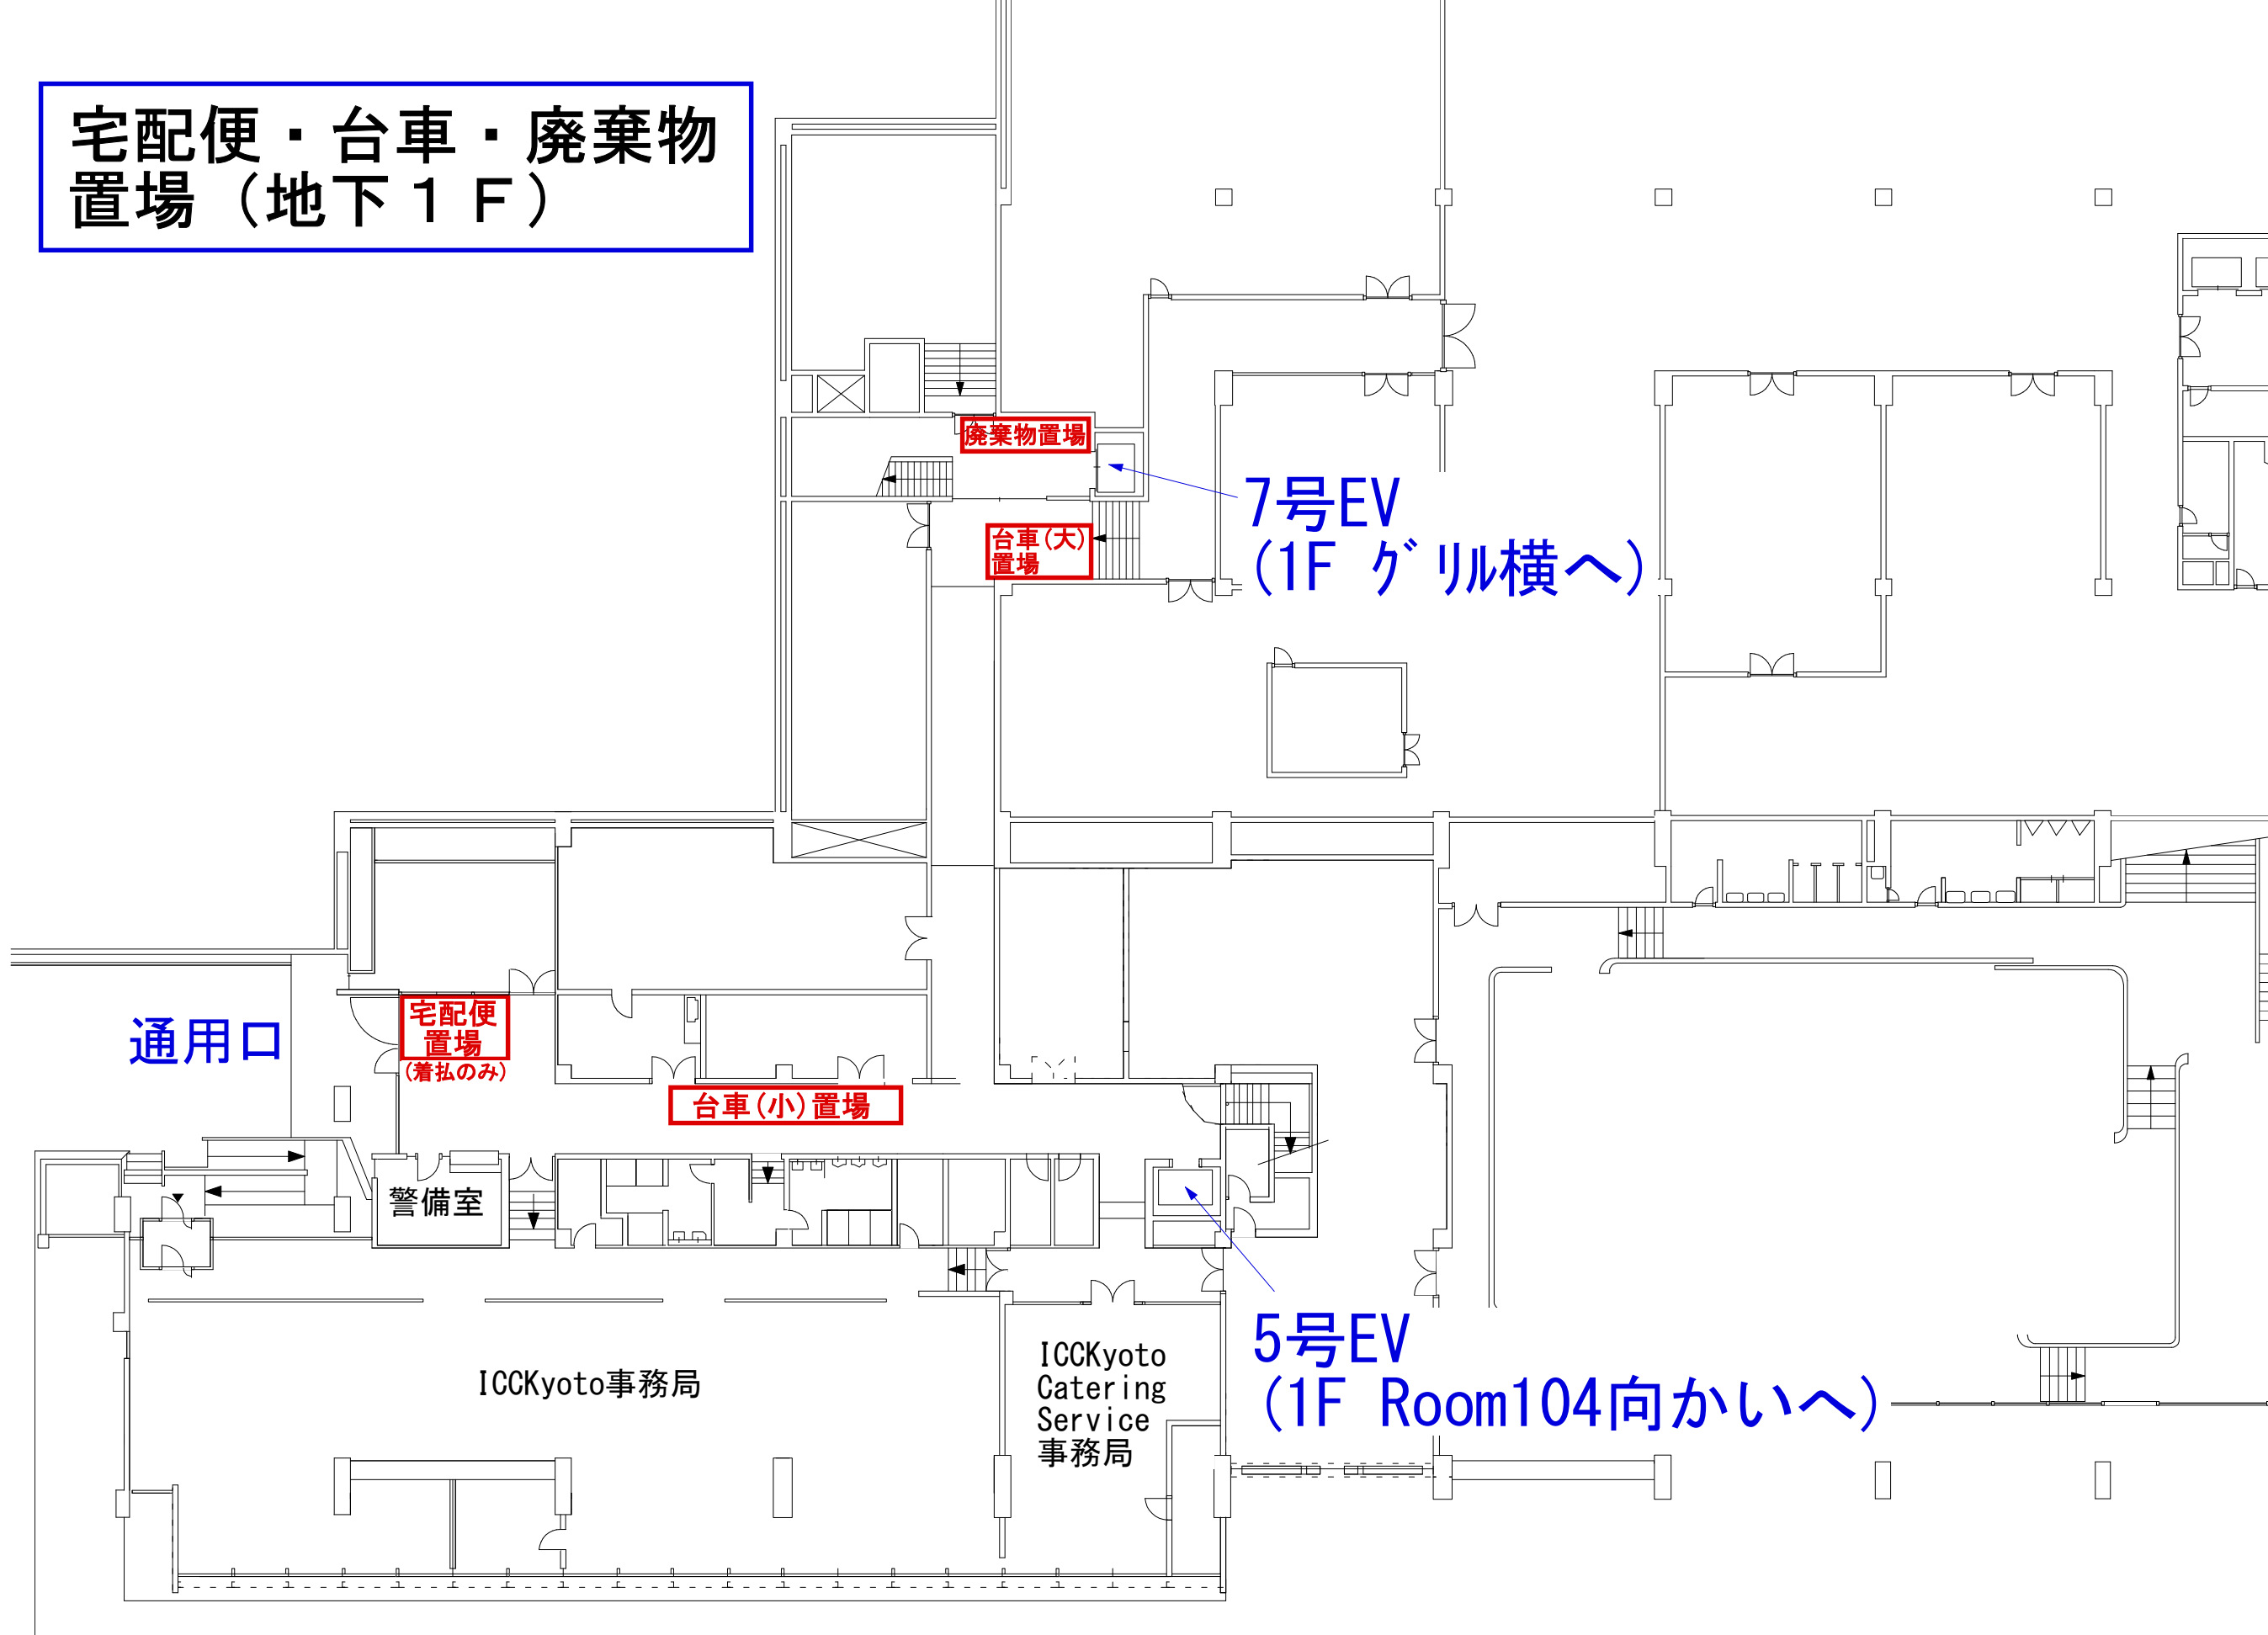 宅配便・台車・廃棄物
置場（地下１Ｆ）
廃棄物置場
7号EV
(1F ｸﾞﾘﾙ横へ)
台車(大)
置場
通用口
宅配便
置場
(着払のみ)
台車(小)置場
警備室
5号EV
(1F Room104向かいへ)
ICCKyoto事務局
ICCKyoto
Catering
Service
事務局